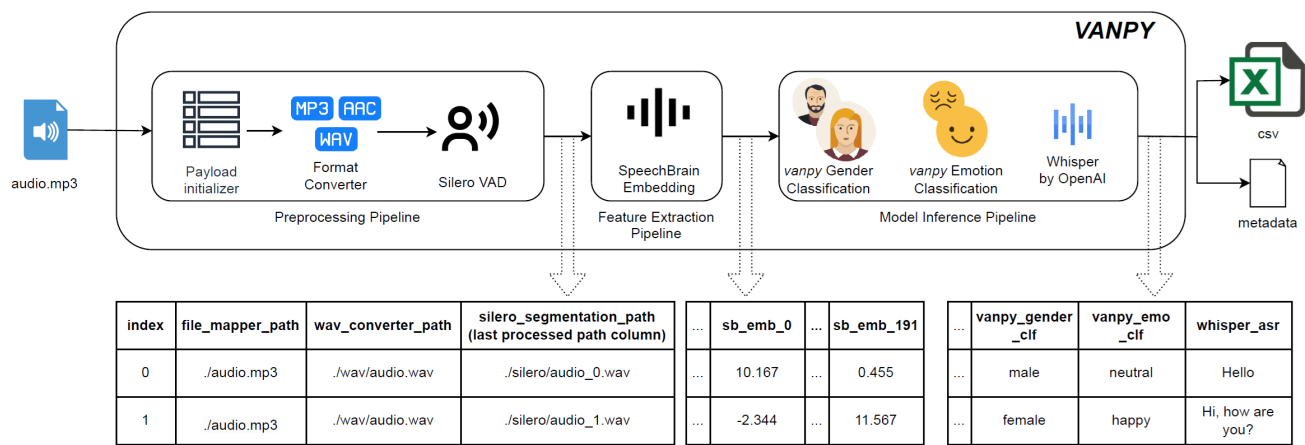 VANPY
audio.mp3
Payload
initializer
MP3 AAC
WAV
Format
Converter
Silero VAD
Preprocessing Pipeline
SpeechBrain
Embedding
Feature Extraction
Pipeline
vanpy Gender
Classification
vanpy Emotion
Classification
Whisper
by OpenAI
Model Inference Pipeline
X
csv
metadata
index file_mapper_path wav_converter_path silero_segmentation_path
(last processed path column)
0 ./audio.mp3 ./wav/audio.wav ./silero/audio_0.wav
1 ./audio.mp3 ./wav/audio.wav ./silero/audio_1.wav
... sb_emb_0 ... sb_emb_191
... 10.167 ... 0.455
... -2.344 ... 11.567
... vanpy_gender
_clf vanpy_emo
_clf whisper_asr
... male neutral Hello
... female happy Hi, how are
you?